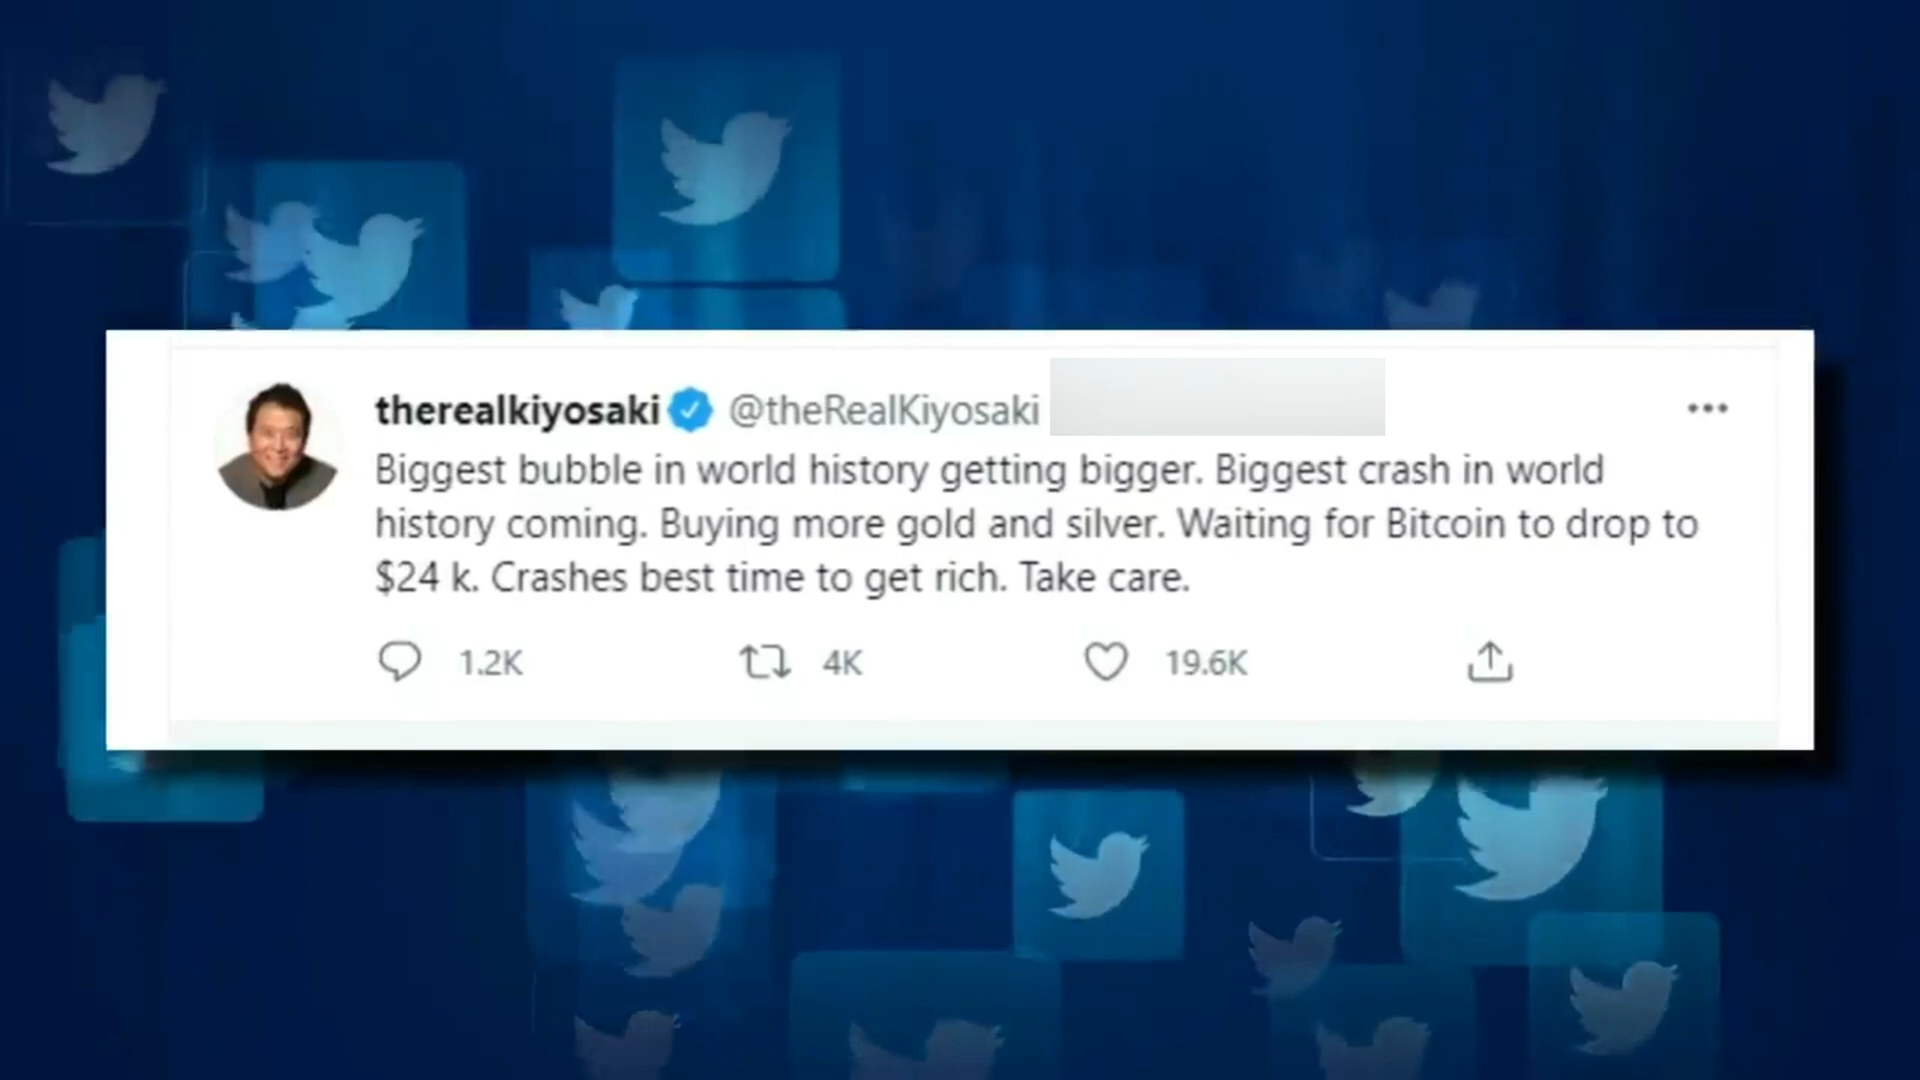 therealkiyosaki @theRealKiyosaki
Biggest bubble in world history getting bigger. Biggest crash in world
history coming. Buying more gold and silver. Waiting for Bitcoin to drop to
$24 k. Crashes best time to get rich. Take care.
1.2K 4K 19.6K